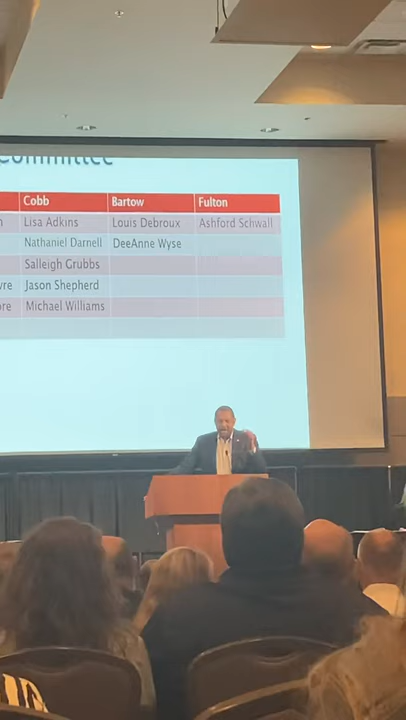 Committee
Cobb Bartow Fulton
Lisa Adkins Louis Debroux Ashford Schwall
Nathaniel Darnell DeeAnne Wyse
Salleigh Grubbs
Jason Shepherd
Michael Williams